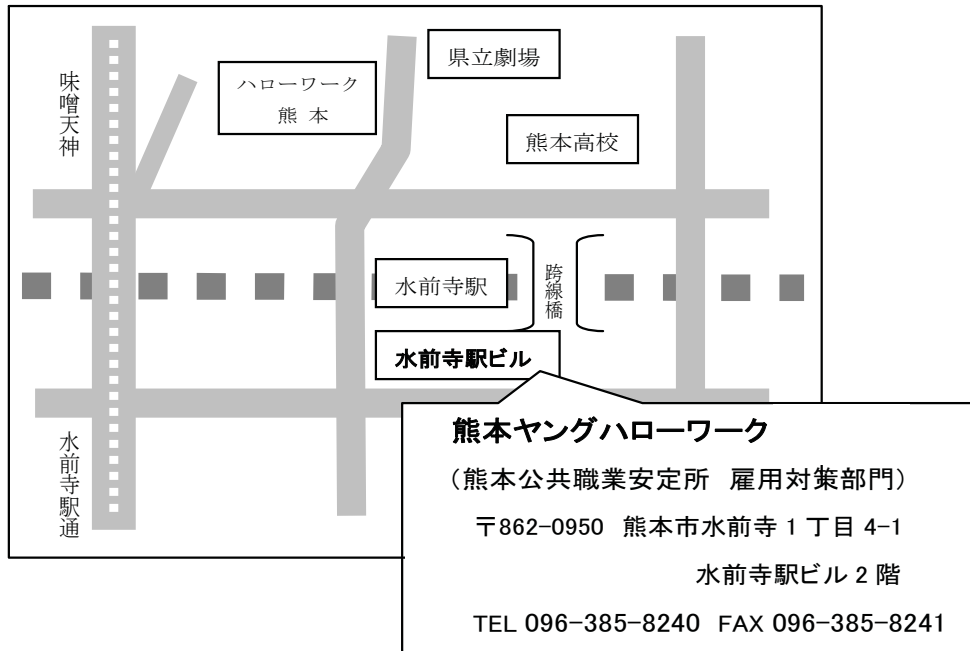 味噌天神
ハローワーク
熊 本
県立劇場
熊本高校
水前寺駅
跨線橋
水前寺駅ビル
水前寺駅通
熊本ヤングハローワーク
（熊本公共職業安定所 雇用対策部門）
〒862-0950 熊本市水前寺１丁目 4-1
水前寺駅ビル２階
TEL 096-385-8240 FAX 096-385-8241